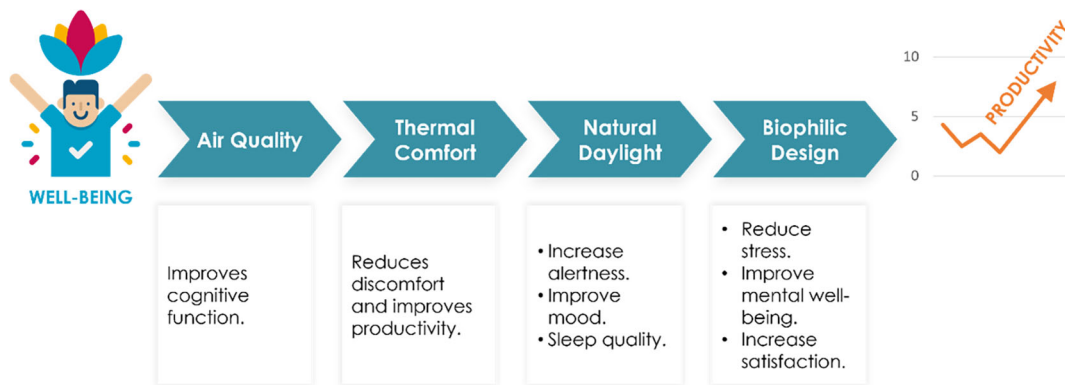 WELL-BEING
Air Quality
Thermal
Comfort
Natural
Daylight
Biophilic
Design
10
5
0
PRODUCTIVITY
Improves
cognitive
function.
Reduces
discomfort
and improves
productivity.
• Increase
alertness.
• Improve
mood.
• Sleep quality.
• Reduce
stress.
• Improve
mental well-
being.
• Increase
satisfaction.